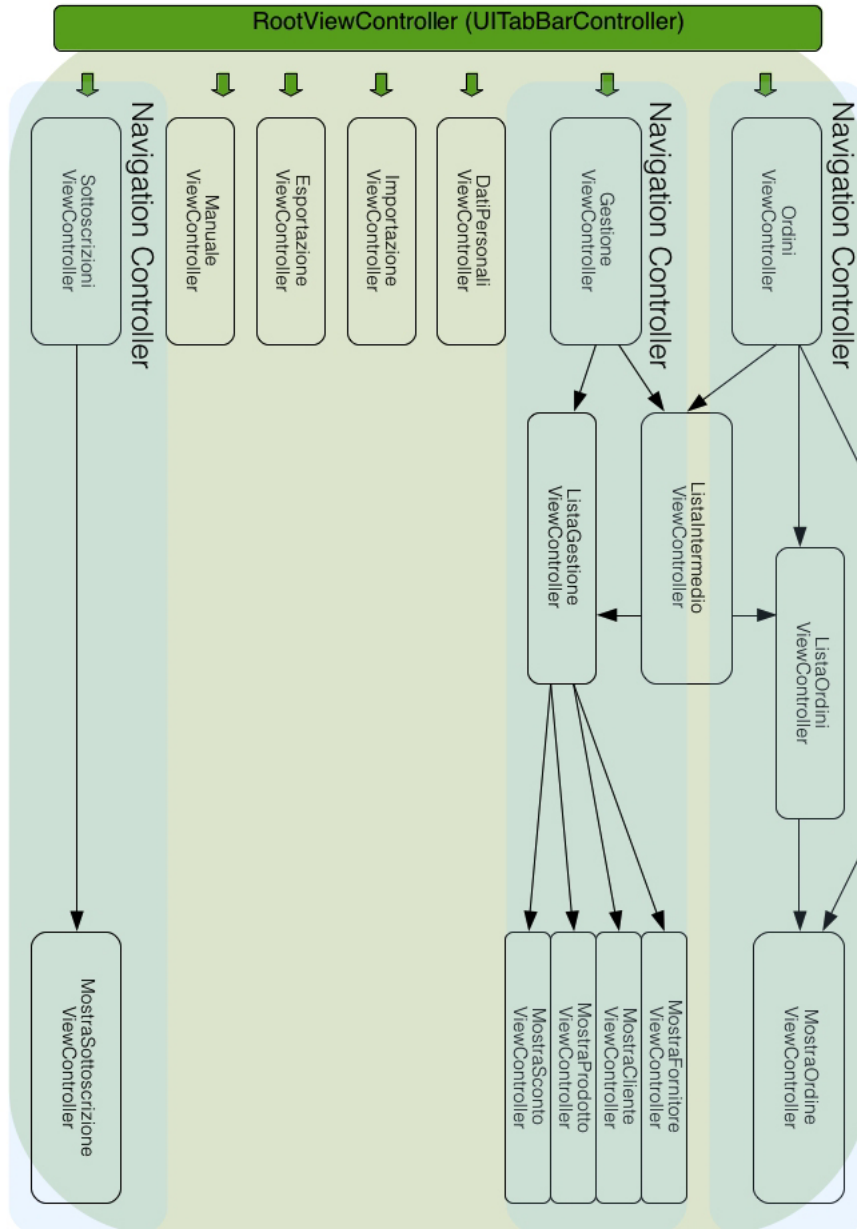 RootViewController (UITabBarController)
Navigation Controller
Sottoscrizioni
ViewController
Manuale
ViewController
Esportazione
ViewController
Importazione
ViewController
DatiPersonali
ViewController
Navigation Controller
Gestione
ViewController
Navigation Controller
Ordini
ViewController
ListaGestione
ViewController
ListaIntermedio
ViewController
ListaOrdini
ViewController
MostraSottoscrizione
ViewController
MostraSconto
ViewController
MostraProdotto
ViewController
MostraCliente
ViewController
MostraFornitore
ViewController
MostraOrdine
ViewController